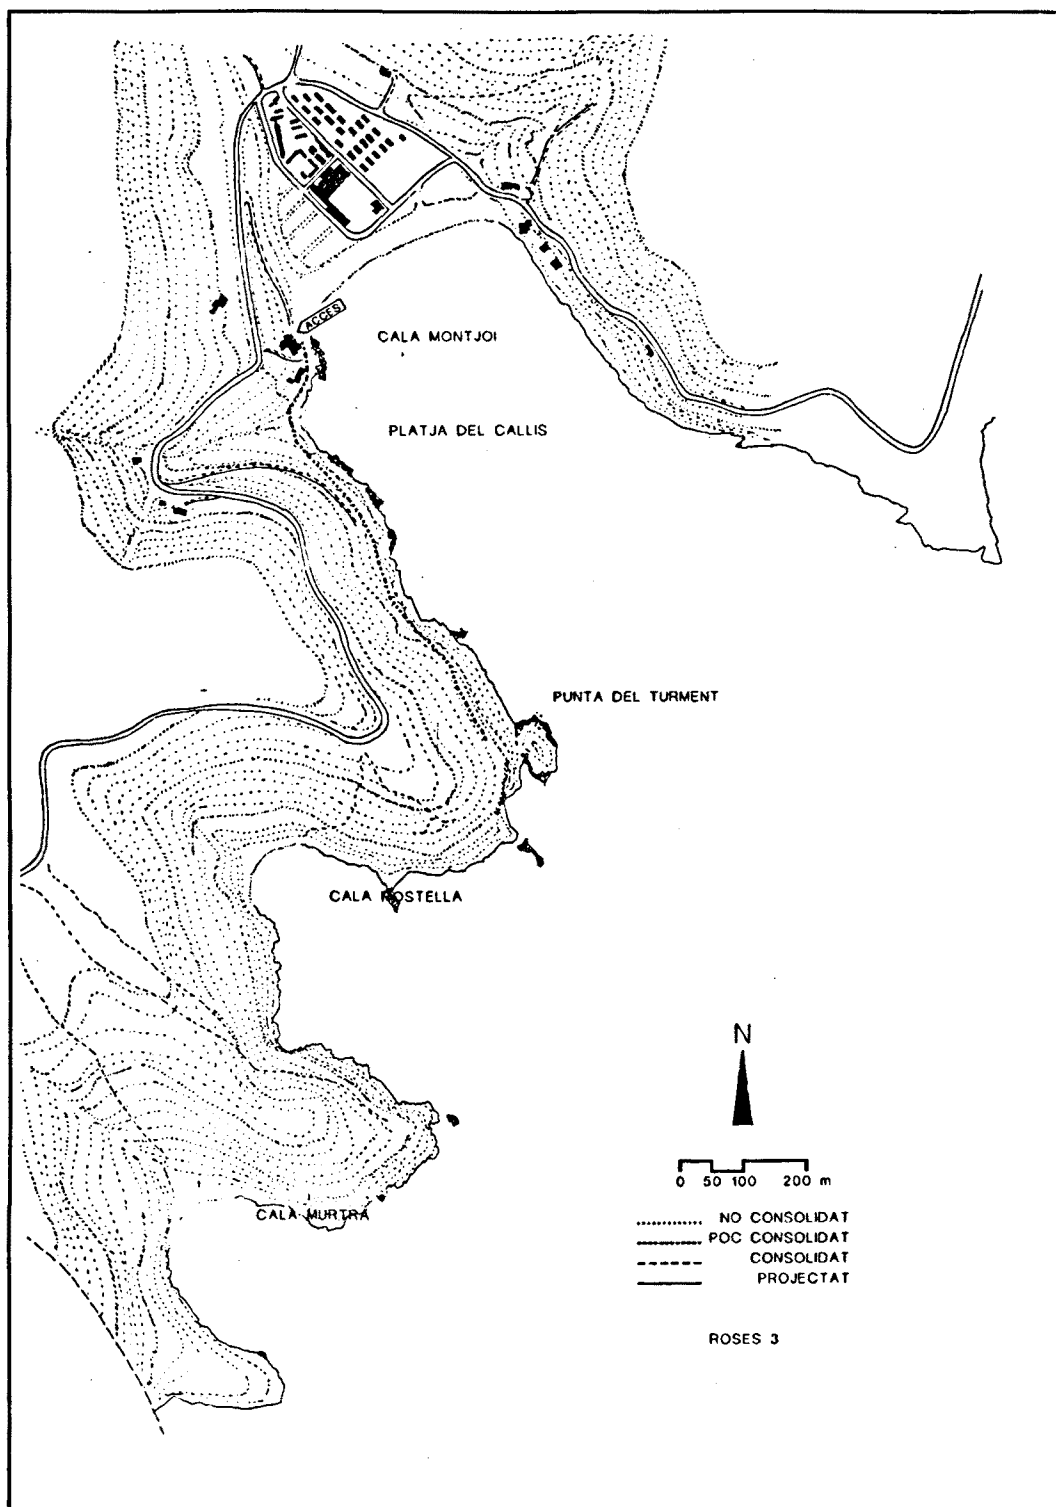 ACCES
CALA MONTJOI
PLATJA DEL CALLIS
PUNTA DEL TURMENT
CALA ROSTELLA
CALA MURTRA
N
0 50 100 200 m
NO CONSOLIDAT
POC CONSOLIDAT
CONSOLIDAT
PROJECTAT
ROSES 3